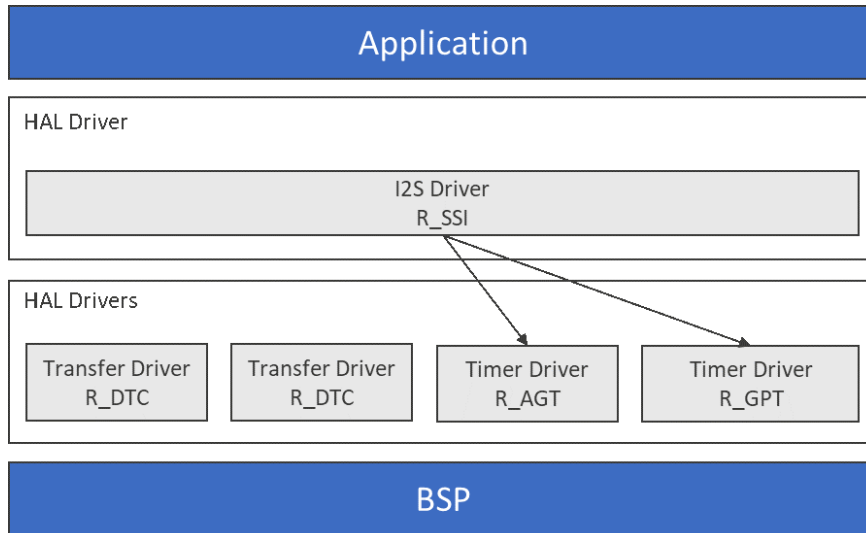 Application
HAL Driver
I2S Driver
R_SSI
HAL Drivers
Transfer Driver
R_DTC
Transfer Driver
R_DTC
Timer Driver
R_AGT
Timer Driver
R_GPT
BSP